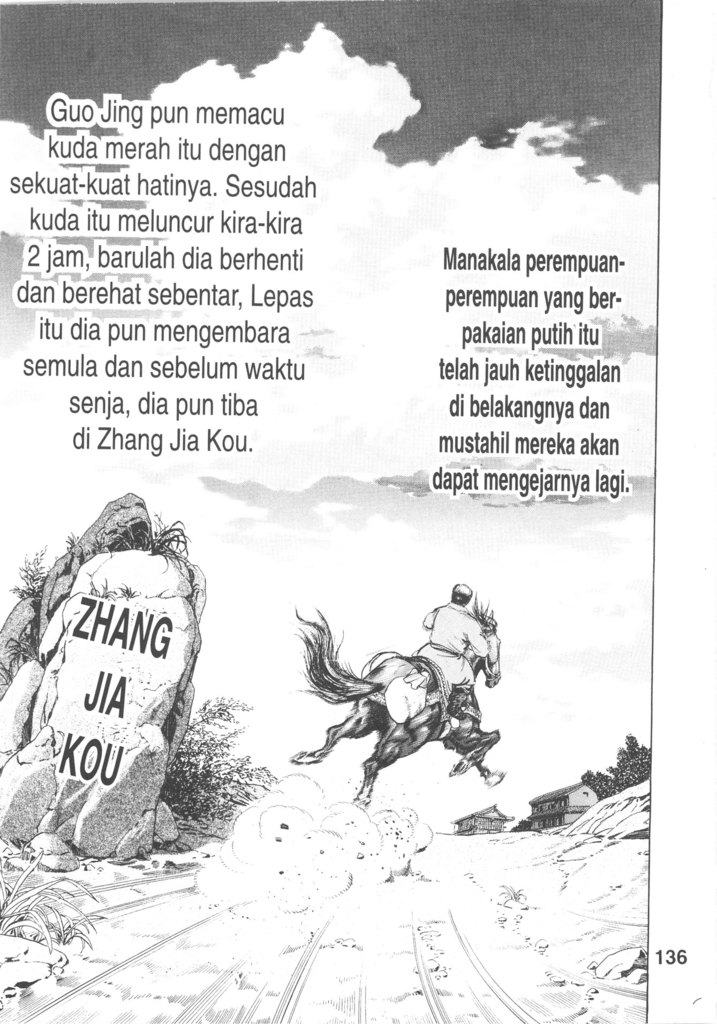 Guo Jing pun memacu
kuda merah itu dengan
sekuat-kuat hatinya. Sesudah
kuda itu meluncur kira-kira
2 jam, barulah dia berhenti
dan berehat sebentar, Lepas
itu dia pun mengembara
semula dan sebelum waktu
senja, dia pun tiba
di Zhang Jia Kou.
Manakala perempuan-
perempuan yang ber-
pakaian putih itu
telah jauh ketinggalan
di belakangnya dan
mustahil mereka akan
dapat mengejarnya lagi.
ZHANG
JIA
KOU
136